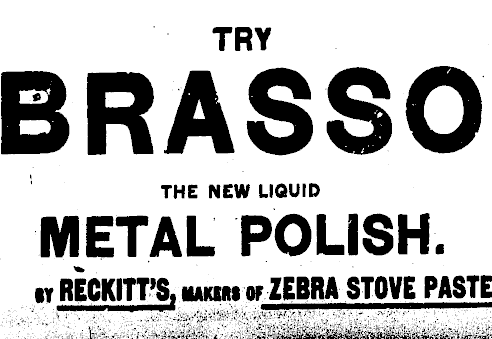 TRY
BRASSO
THE NEW LIQUID
METAL POLISH.
BY RECKITT'S, MAKERS OF ZEBRA STOVE PASTE